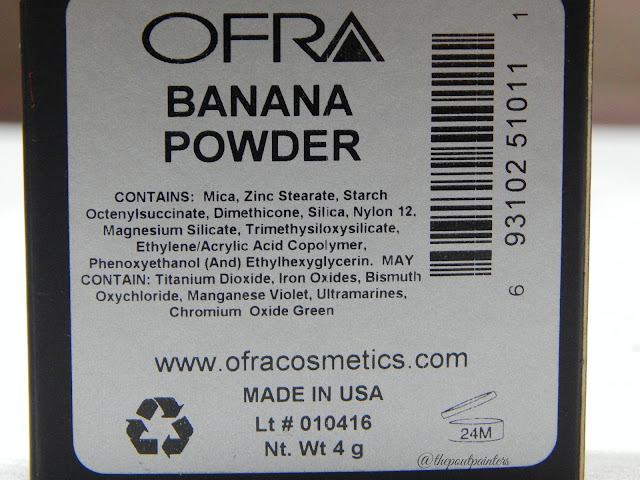 OFRA
BANANA
POWDER
CONTAINS: Mica, Zinc Stearate, Starch
Octenylsuccinate, Dimethicone, Silica, Nylon 12,
Magnesium Silicate, Trimethysiloxysilicate,
Ethylene/Acrylic Acid Copolymer,
Phenoxyethanol (And) Ethylhexyglycerin. MAY
CONTAIN: Titanium Dioxide, Iron Oxides, Bismuth
Oxychloride, Manganese Violet, Ultramarines,
Chromium Oxide Green
6 93102 51011 1
www.ofracosmetics.com
MADE IN USA
Lt # 010416
Nt. Wt 4 g
24M
@thepoutpainters